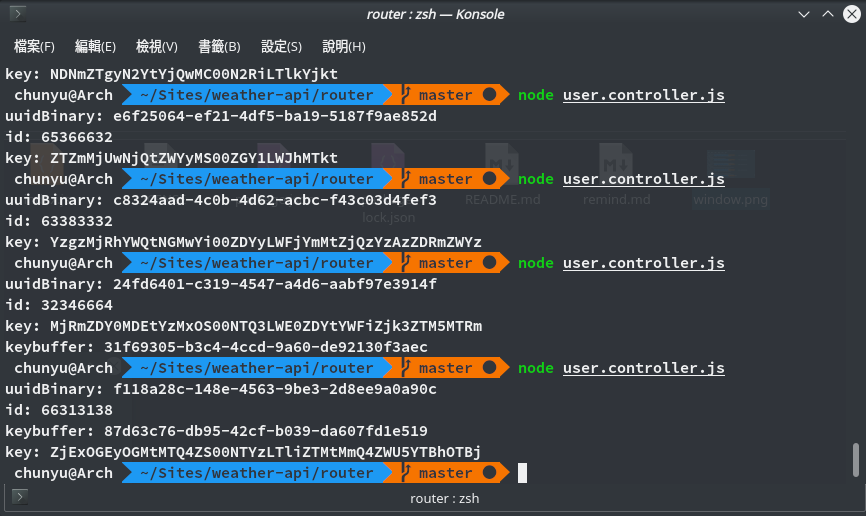 router : zsh — Konsole
檔案(F) 編輯(E) 檢視(V) 書籤(B) 設定(S) 說明(H)
key: NDNmZTgyN2YtYjQwMC00N2RiLTlkYjkt
chunyu@Arch ~/Sites/weather-api/router master ● node user.controller.js
uuidBinary: e6f25064-ef21-4df5-ba19-5187f9ae852d
id: 65366632
key: ZTZmMjUwNjQtZWYyMS00ZGY1LWJhMTkt
chunyu@Arch ~/Sites/weather-api/router master ● node user.controller.js
uuidBinary: c8324aad-4c0b-4d62-acbc-f43c03d4fef3
README.md
remind.md
window.png
id: 63383332
lock.json
key: YzgzMjRhYWQtNGMwYi00ZDYyLWFjYmMtZjQzYzAzZDRmZWYz
chunyu@Arch ~/Sites/weather-api/router master ● node user.controller.js
uuidBinary: 24fd6401-c319-4547-a4d6-aabf97e3914f
id: 32346664
key: MjRmZDY0MDEtYzMxOS00NTQ3LWE0ZDYtYWFiZjk3ZTM5MTRm
keybuffer: 31f69305-b3c4-4ccd-9a60-de92130f3aec
chunyu@Arch ~/Sites/weather-api/router master ● node user.controller.js
uuidBinary: f118a28c-148e-4563-9be3-2d8ee9a0a90c
id: 66313138
keybuffer: 87d63c76-db95-42cf-b039-da607fd1e519
key: ZjExOGEyOGMtMTQ4ZS00NTYzLTliZTMtMmQ4ZWU5YTBhOTBj
chunyu@Arch ~/Sites/weather-api/router master ●
router : zsh